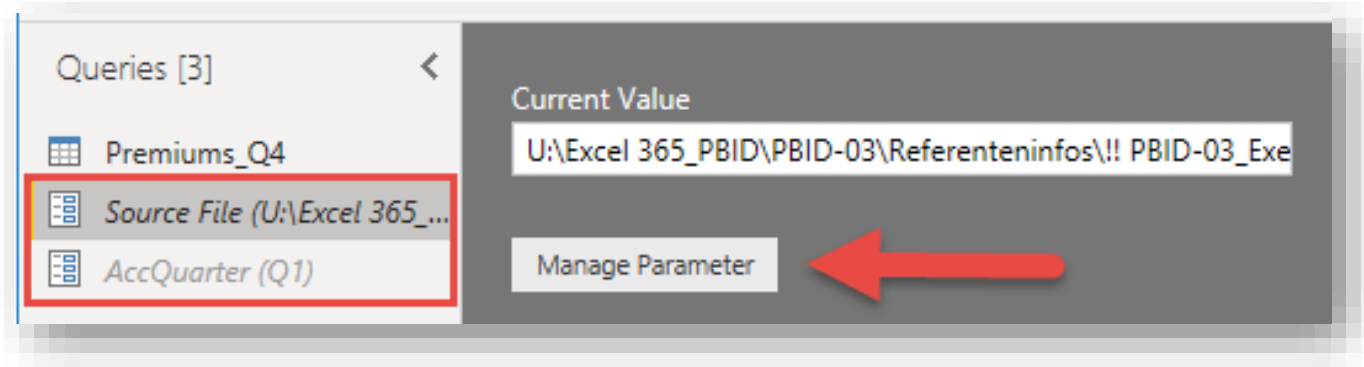 Queries [3]
Current Value
Premiums_Q4
U:\Excel 365_PBID\PBID-03\Referenteninfos\!! PBID-03_Exe
Source File (U:\Excel 365_...
Manage Parameter
AccQuarter (Q1)